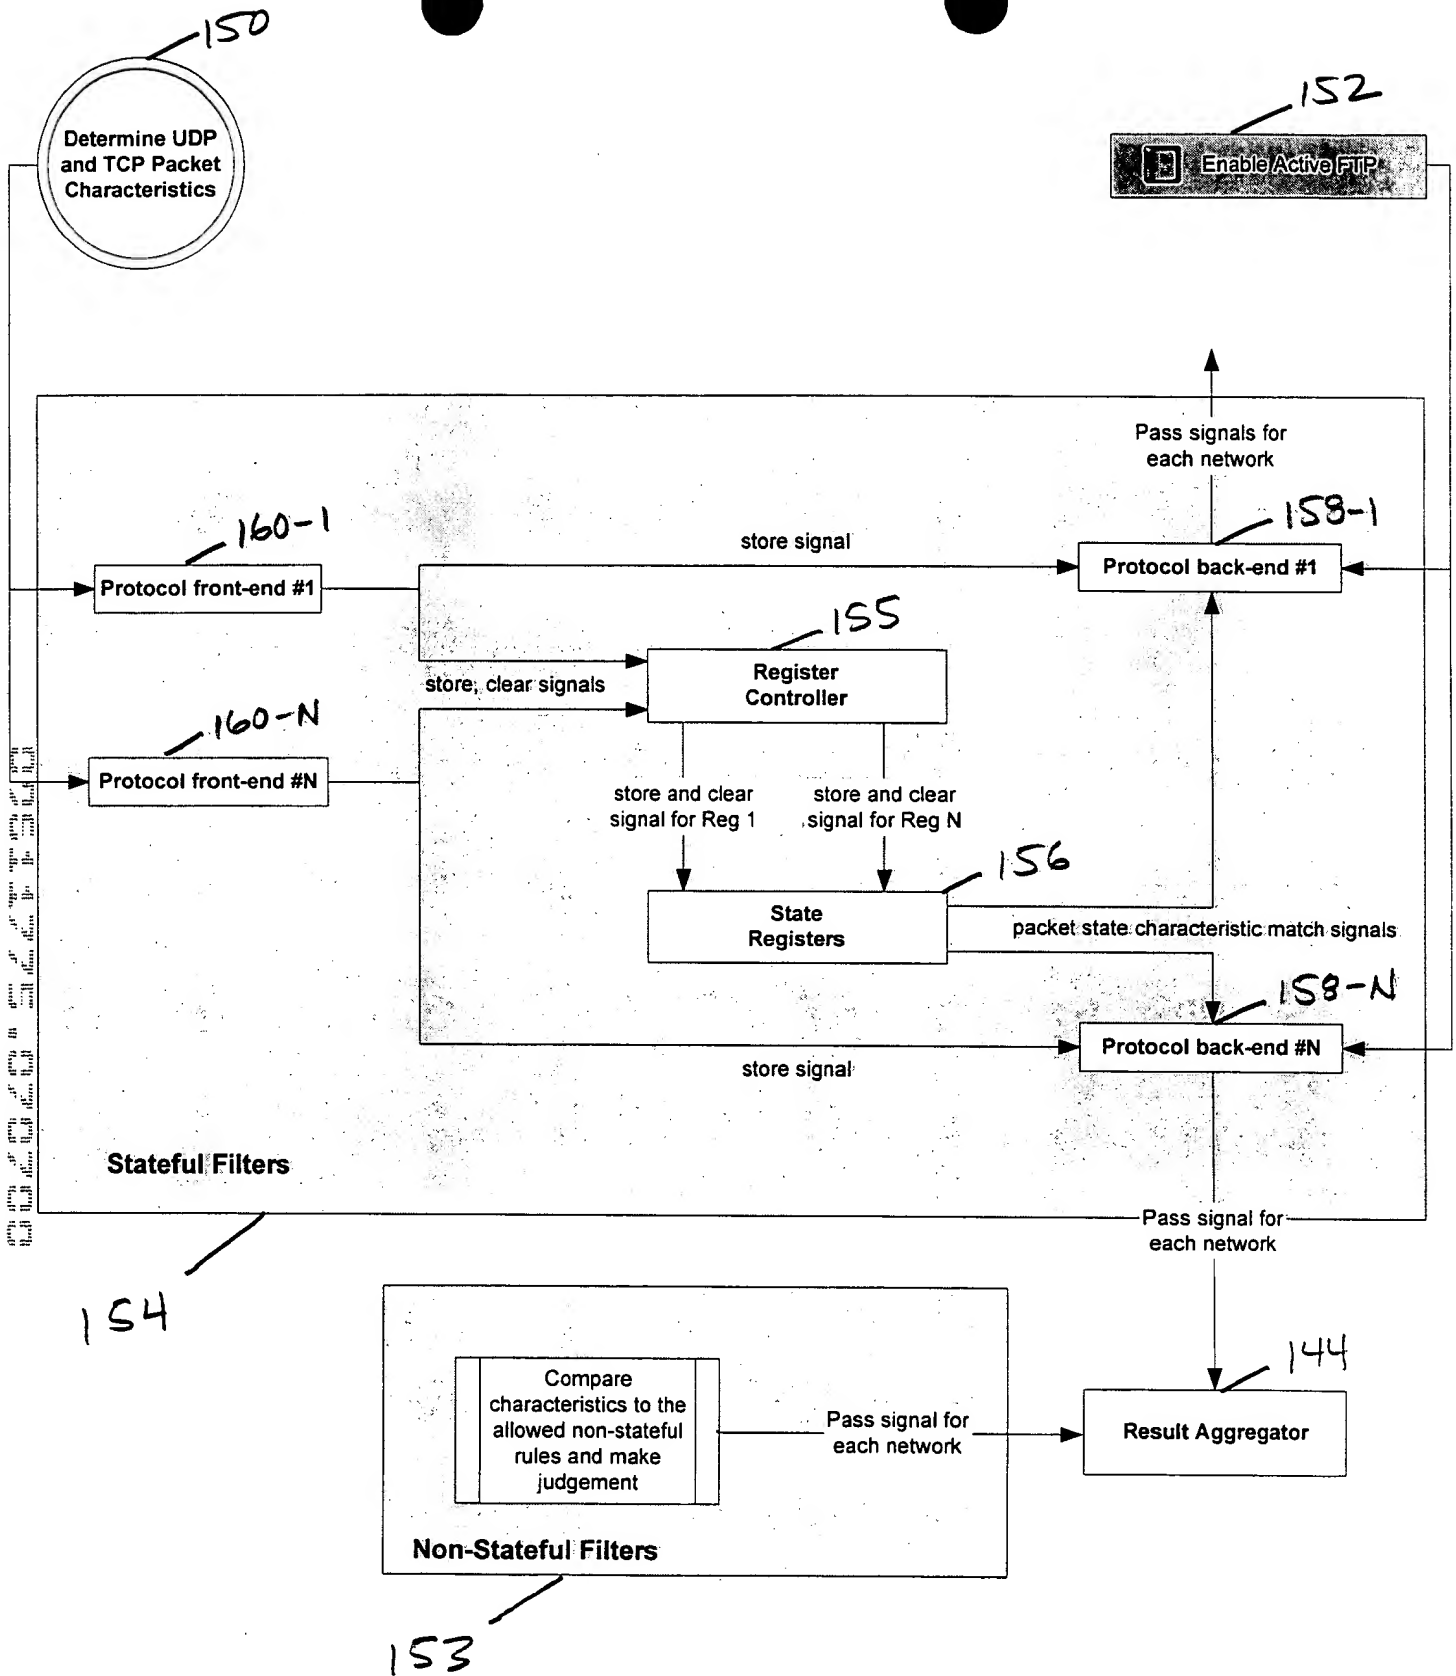 150
Determine UDP
and TCP Packet
Characteristics
152
Enable Active FTP
Pass signals for
each network
160-1
158-1
store signal
Protocol front-end #1
Protocol back-end #1
155
Register
Controller
store, clear signals
160-N
Protocol front-end #N
store and clear
signal for Reg 1
store and clear
signal for Reg N
156
State
Registers
packet state characteristic match signals
158-N
Protocol back-end #N
store signal
Stateful Filters
Pass signal for
each network
154
144
Compare
characteristics to the
allowed non-stateful
rules and make
judgement
Pass signal for
each network
Result Aggregator
Non-Stateful Filters
153